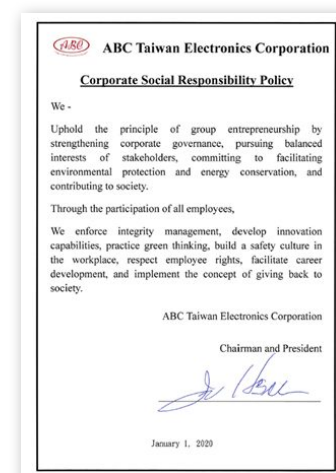 ABC ABC Taiwan Electronics Corporation
Corporate Social Responsibility Policy
We -
Uphold the principle of group entrepreneurship by
strengthening corporate governance, pursuing balanced
interests of stakeholders, committing to facilitating
environmental protection and energy conservation, and
contributing to society.
Through the participation of all employees,
We enforce integrity management, develop innovation
capabilities, practice green thinking, build a safety culture in
the workplace, respect employee rights, facilitate career
development, and implement the concept of giving back to
society.
ABC Taiwan Electronics Corporation
Chairman and President
January 1, 2020